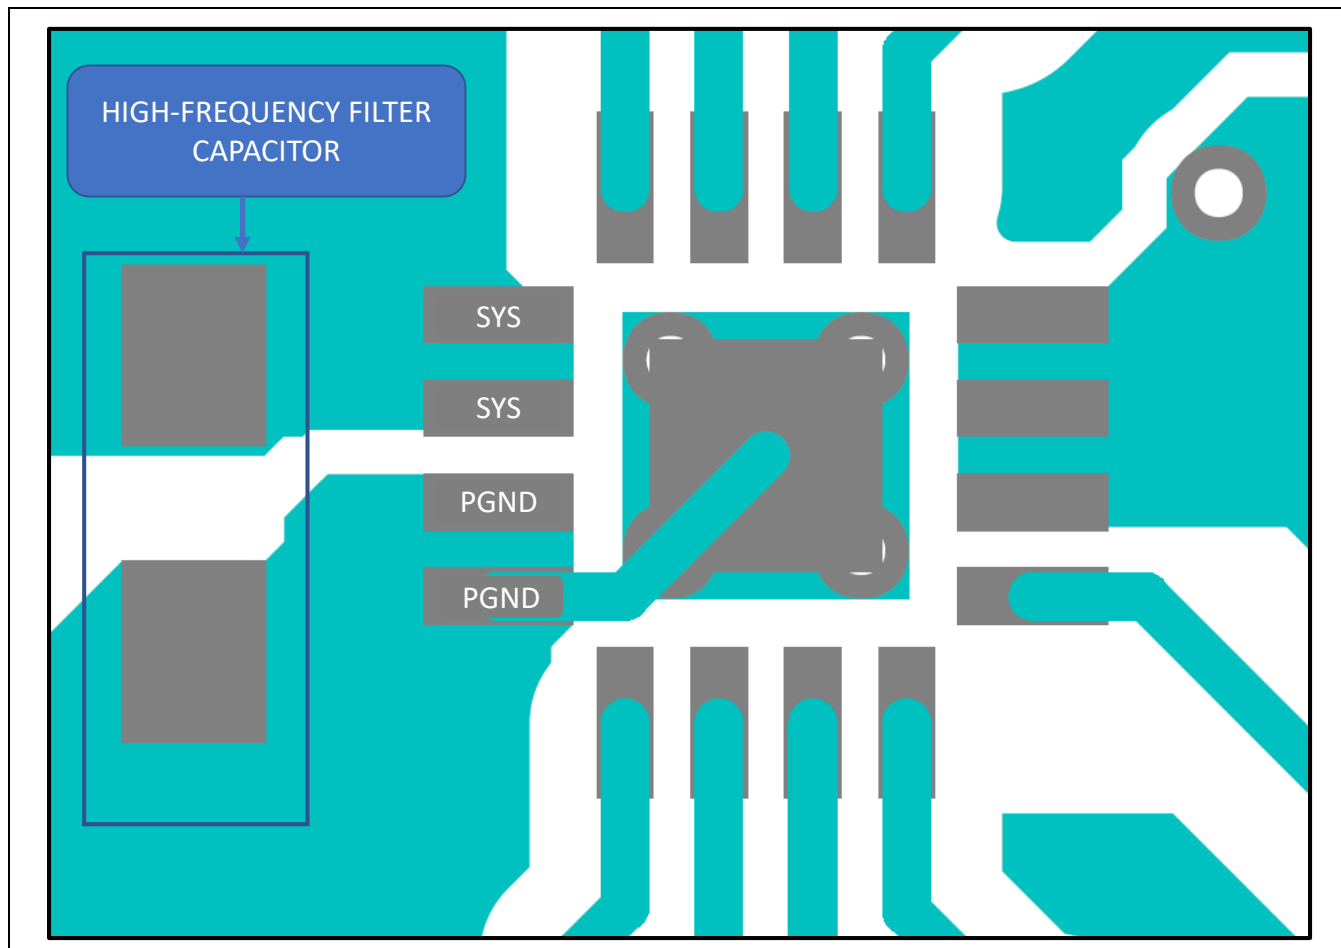 HIGH-FREQUENCY FILTER
CAPACITOR
SYS
SYS
PGND
PGND